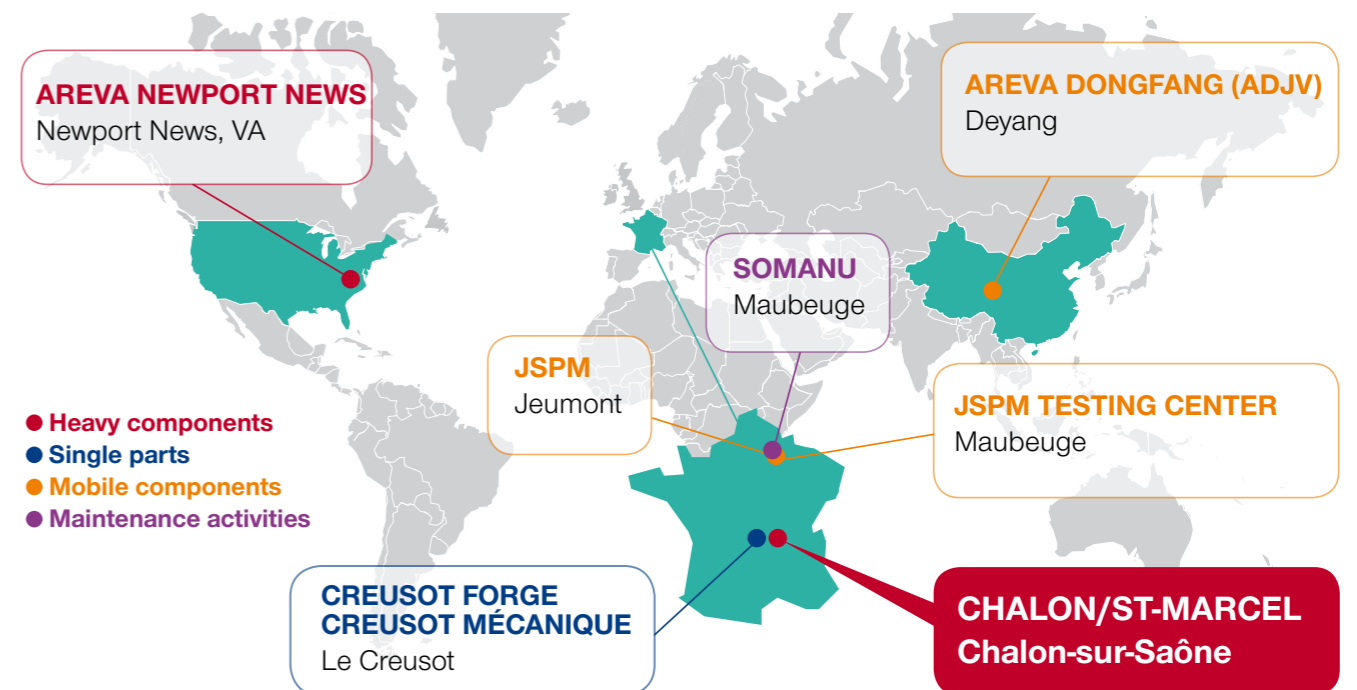 AREVA NEWPORT NEWS
Newport News, VA
AREVA DONGFANG (ADJV)
Deyang
SOMANU
Maubeuge
JSPM
Jeumont
JSPM TESTING CENTER
Maubeuge
Heavy components
Single parts
Mobile components
Maintenance activities
CREUSOT FORGE
CREUSOT MÉCANIQUE
Le Creusot
CHALON/ST-MARCEL
Chalon-sur-Saône